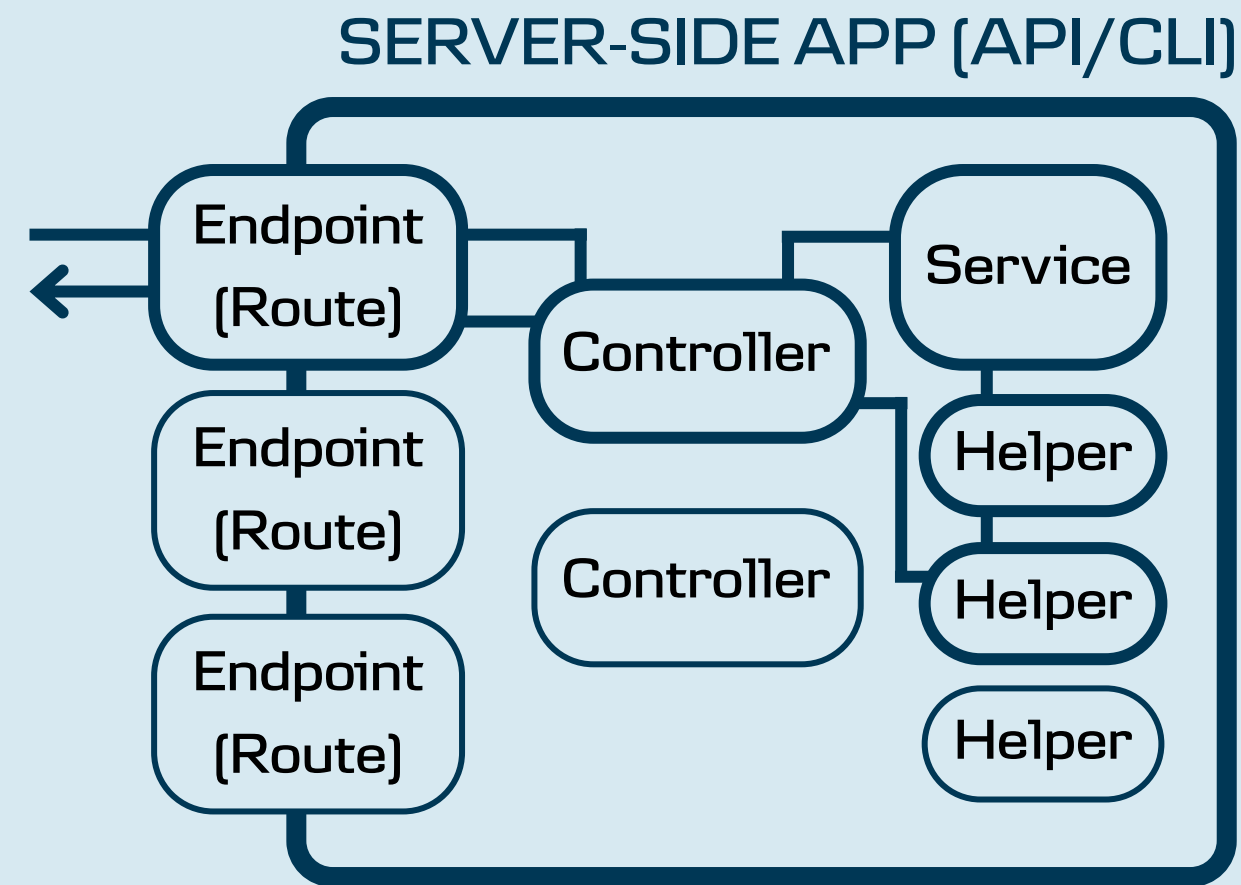 SERVER-SIDE APP (API/CLI)
Endpoint
(Route)
Endpoint
(Route)
Endpoint
(Route)
Controller
Controller
Service
Helper
Helper
Helper